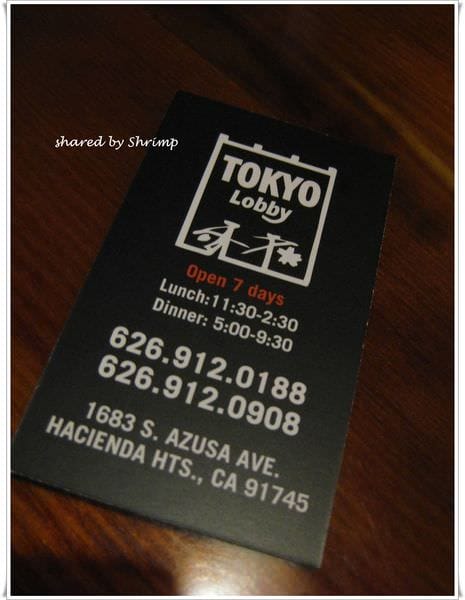 shared by Shrimp
TOKYO
Lobby
Open 7 days
Lunch:11:30-2:30
Dinner: 5:00-9:30
626.912.0188
626.912.0908
1683 S. AZUSA AVE.
HACIENDA HTS., CA 91745